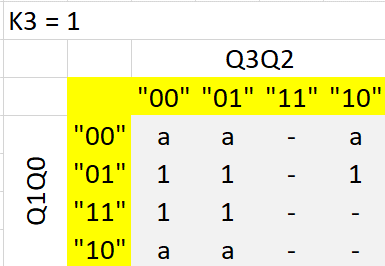 K3 = 1
Q3Q2
"00" "01" "11" "10"
Q1Q0
"00" a a - a
"01" 1 1 - 1
"11" 1 1 - -
"10" a a - -